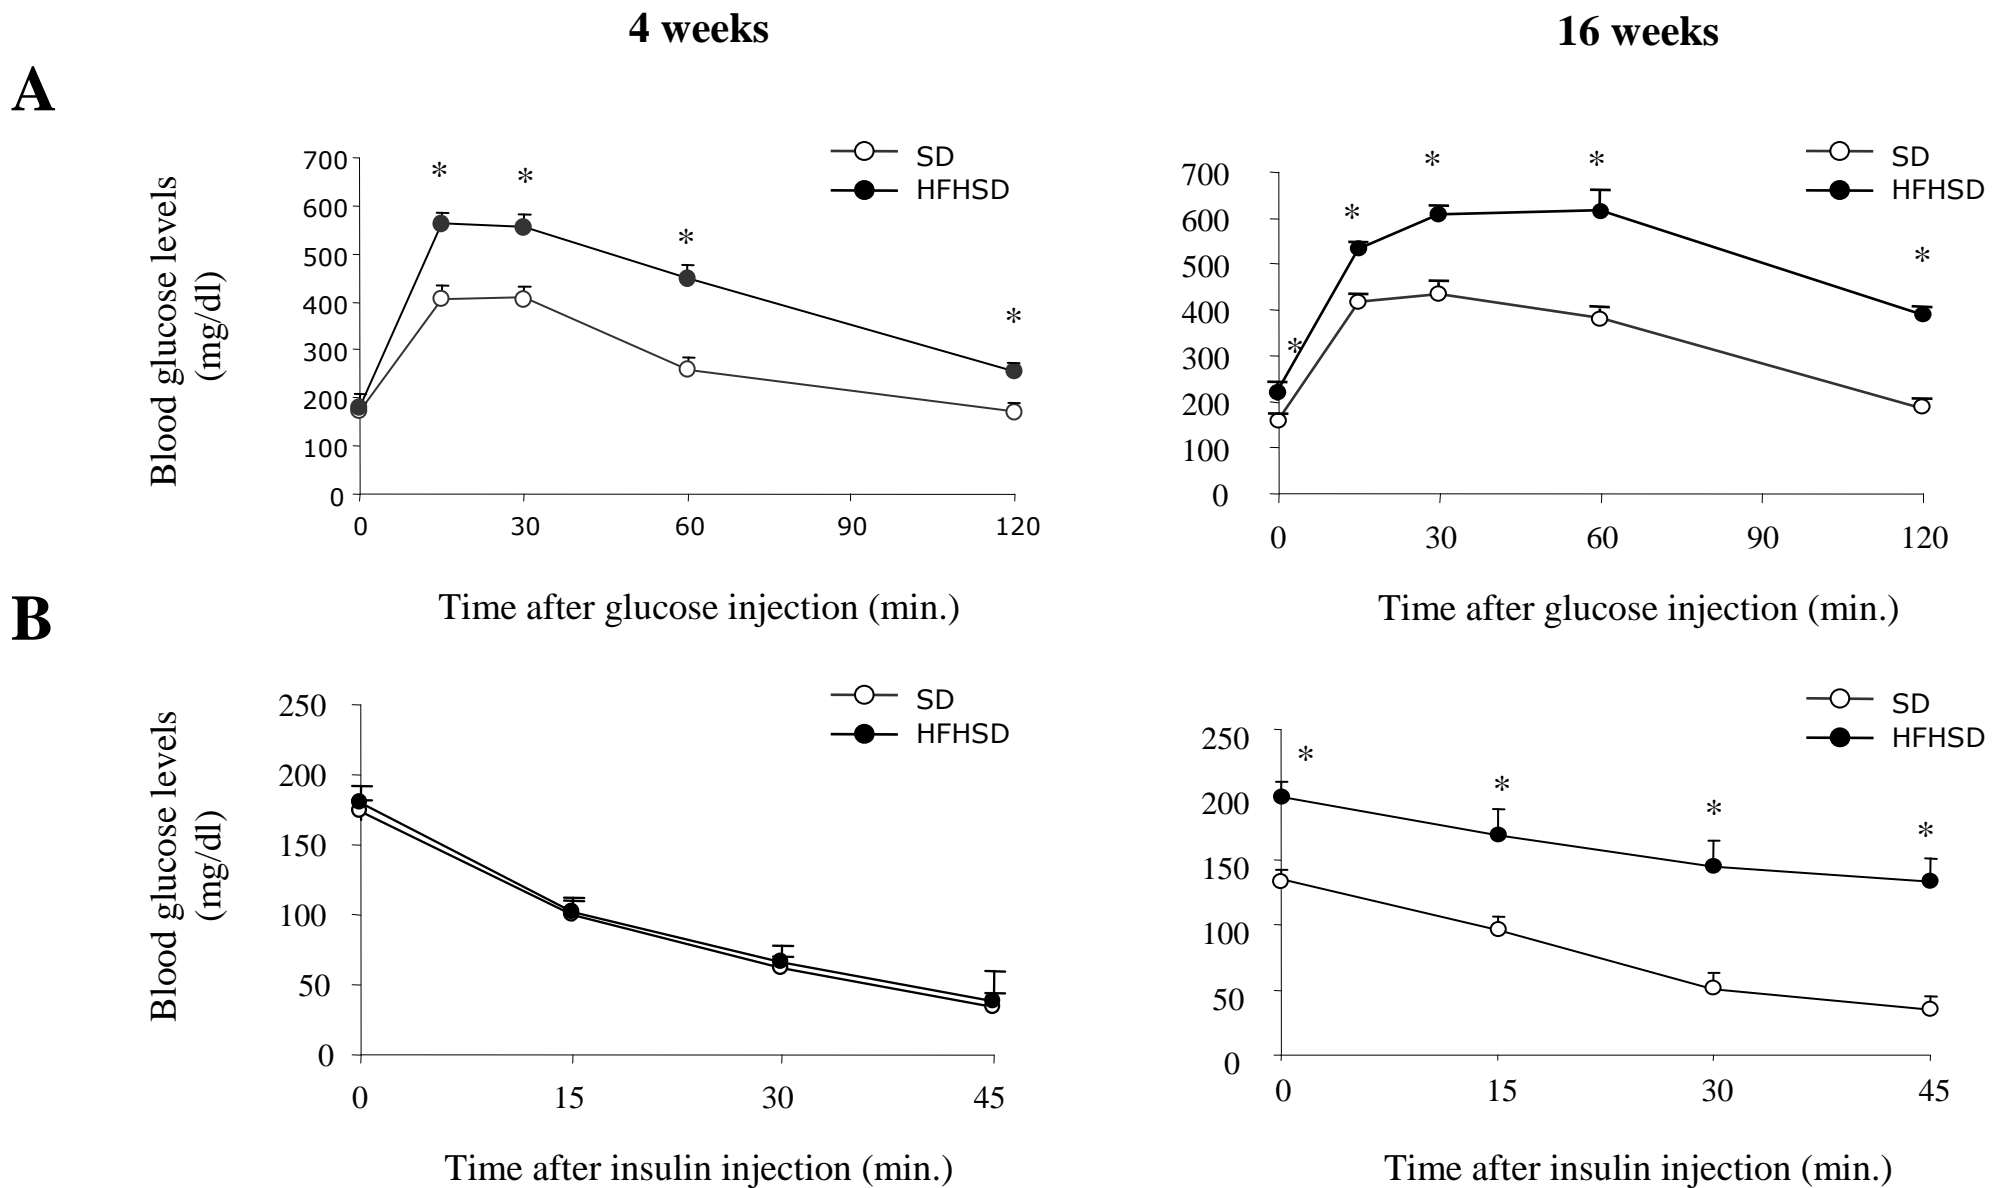 4 weeks
16 weeks
A
Blood glucose levels
(mg/dl)
700
600
500
400
300
200
100
0
0
30
60
90
120
*
*
*
*
SD
HFHSD
Time after glucose injection (min.)
700
600
500
400
300
200
100
0
0
30
60
90
120
*
*
*
*
*
SD
HFHSD
Time after glucose injection (min.)
B
Blood glucose levels
(mg/dl)
250
200
150
100
50
0
0
15
30
45
SD
HFHSD
Time after insulin injection (min.)
250
200
150
100
50
0
0
15
30
45
*
*
*
*
SD
HFHSD
Time after insulin injection (min.)